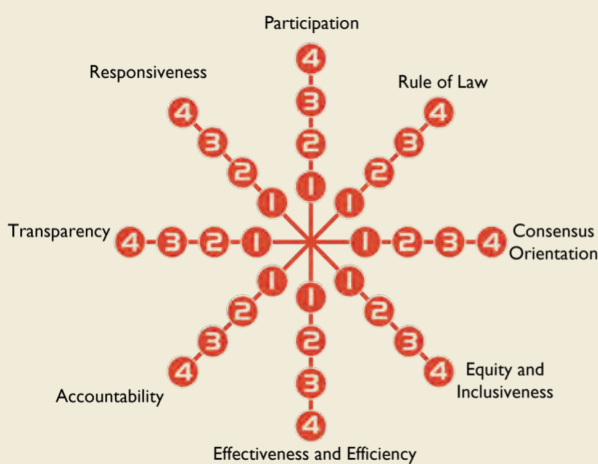 Participation
4
Responsiveness
Rule of Law
4
4
3
3
3
2
2
2
1
1
1
Transparency
4 3 2 1
1 2 3 4
Consensus
Orientation
1
1
1
2
2
2
3
3
3
4
4
Equity and
Inclusiveness
Accountability
4
Effectiveness and Efficiency